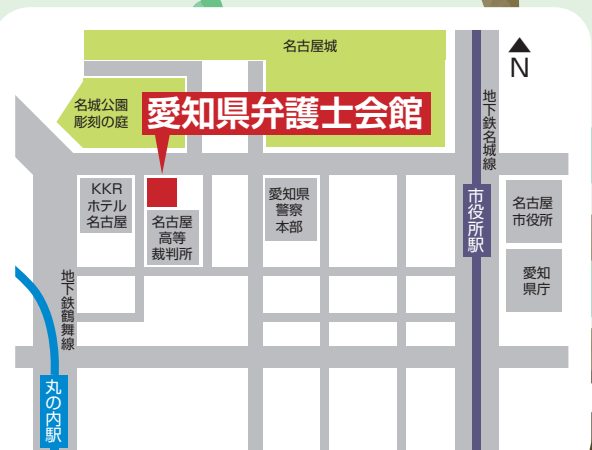 名古屋城
N
名城公園
彫刻の庭
愛知県弁護士会館
地下鉄名城線
KKR
ホテル
名古屋
名古屋
高等
裁判所
愛知県
警察
本部
市役所駅
名古屋
市役所
愛知
県庁
地下鉄鶴舞線
丸の内駅